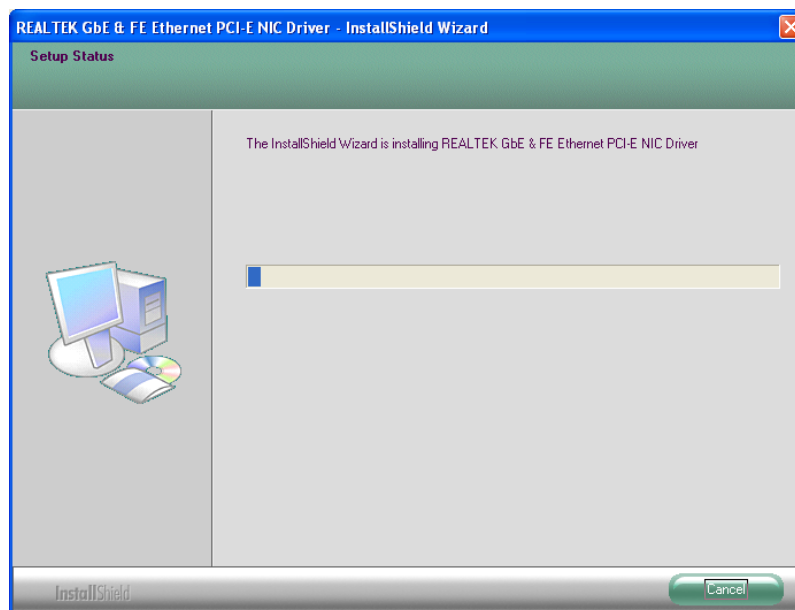 REALTEK GbE & FE Ethernet PCI-E NIC Driver - InstallShield Wizard
Setup Status
The InstallShield Wizard is installing REALTEK GbE & FE Ethernet PCI-E NIC Driver
InstallShield
Cancel